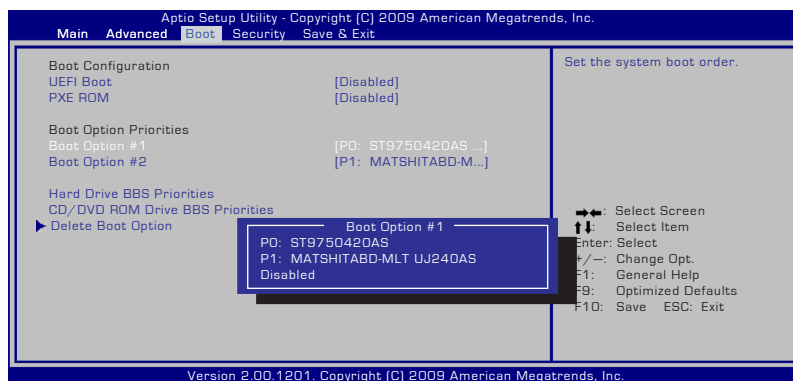 Aptio Setup Utility - Copyright (C) 2009 American Megatrends, Inc.
Main Advanced Boot Security Save & Exit
Boot Configuration
UEFI Boot [Disabled]
PXE ROM [Disabled]
Boot Option Priorities
Boot Option #1 [P0: ST9750420AS ...]
Boot Option #2 [P1: MATSHITABD-M...]
Hard Drive BBS Priorities
CD/DVD ROM Drive BBS Priorities
Delete Boot Option
Boot Option #1
P0: ST9750420AS
P1: MATSHITABD-MLT UJ240AS
Disabled
Set the system boot order.
→←: Select Screen
↑↓: Select Item
Enter: Select
+/—: Change Opt.
F1: General Help
F9: Optimized Defaults
F10: Save ESC: Exit
Version 2.00.1201. Copyright (C) 2009 American Megatrends, Inc.